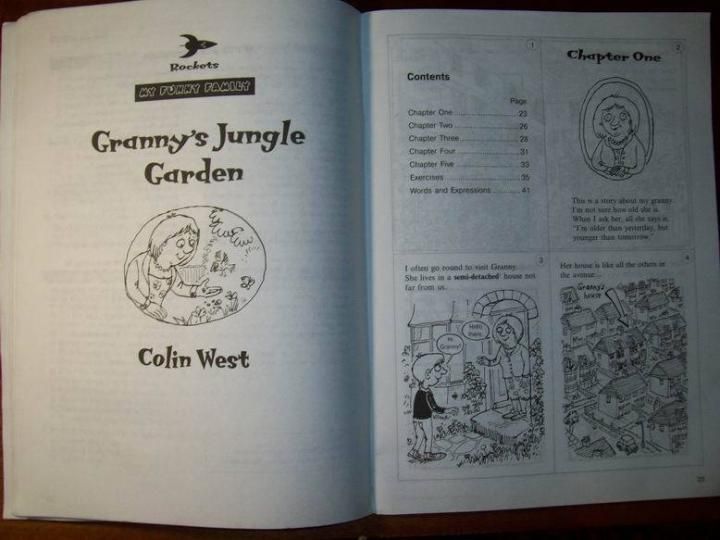 Rockets
MY FUNNY FAMILY
Granny's Jungle
Garden
Colin West
1
Contents
Page
Chapter One ........................ 23
Chapter Two ........................ 26
Chapter Three ...................... 28
Chapter Four ....................... 31
Chapter Five ....................... 33
Exercises .......................... 35
Words and Expressions .......... 41
2
Chapter One
This is a story about my granny.
I'm not sure how old she is.
When I ask her, all she says is,
"I'm older than yesterday, but
younger than tomorrow."
3
I often go round to visit Granny.
She lives in a semi-detached house not
far from us.
Hi,
Granny!
Hello
there.
4
Her house is like all the others in
the avenue...
Granny's
house